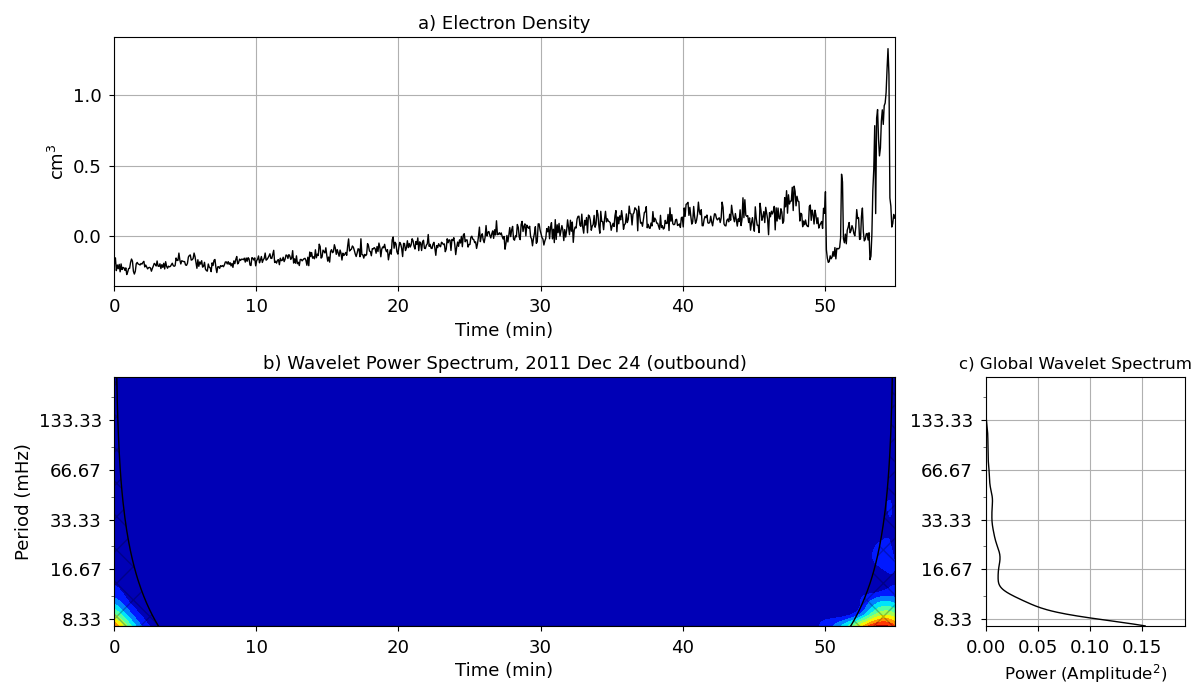 a) Electron Density
cm³
1.0
0.5
0.0
0 10 20 30 40 50
Time (min)
b) Wavelet Power Spectrum, 2011 Dec 24 (outbound)
Period (mHz)
133.33
66.67
33.33
16.67
8.33
0 10 20 30 40 50
Time (min)
c) Global Wavelet Spectrum
133.33
66.67
33.33
16.67
8.33
0.00 0.05 0.10 0.15
Power (Amplitude²)